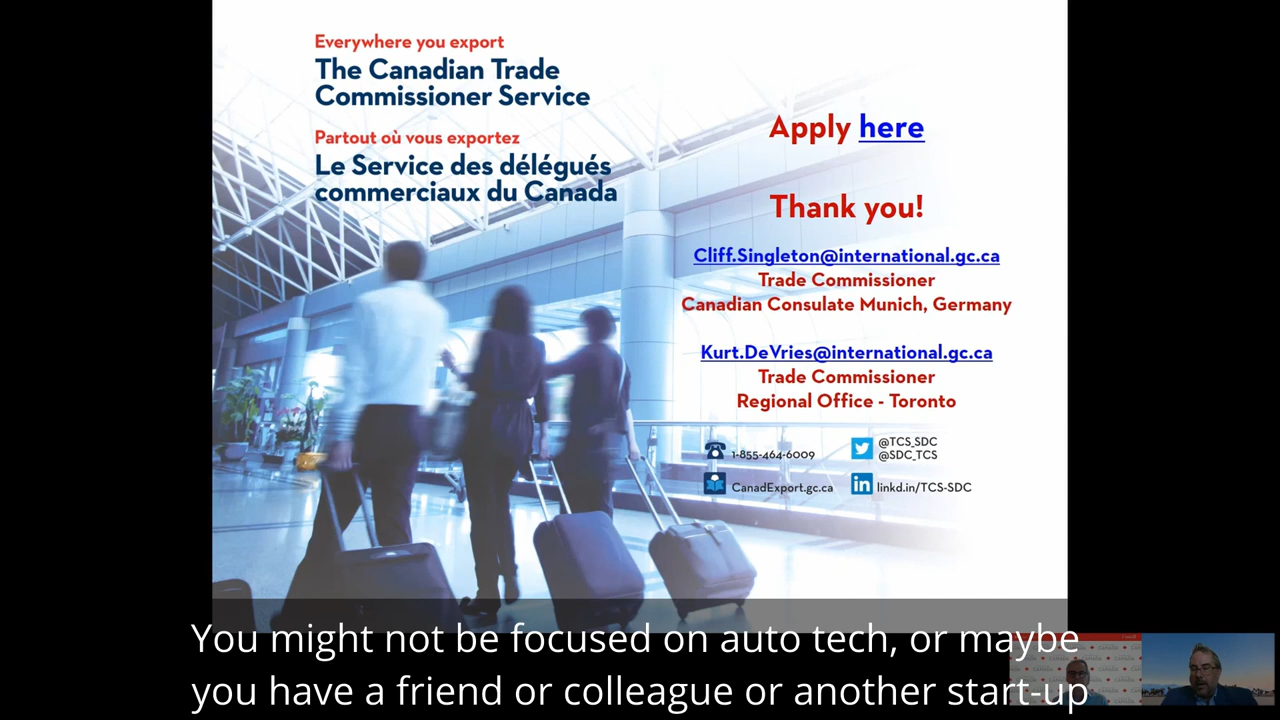 Everywhere you export
The Canadian Trade
Commissioner Service
Partout où vous exportez
Le Service des délégués
commerciaux du Canada
Apply here
Thank you!
Cliff.Singleton@international.gc.ca
Trade Commissioner
Canadian Consulate Munich, Germany
Kurt.DeVries@international.gc.ca
Trade Commissioner
Regional Office - Toronto
1-855-464-6009
@TCS_SDC
@SDC_TCS
CanadExport.gc.ca
linkd.in/TCS-SDC
You might not be focused on auto tech, or maybe
you have a friend or colleague or another start-up